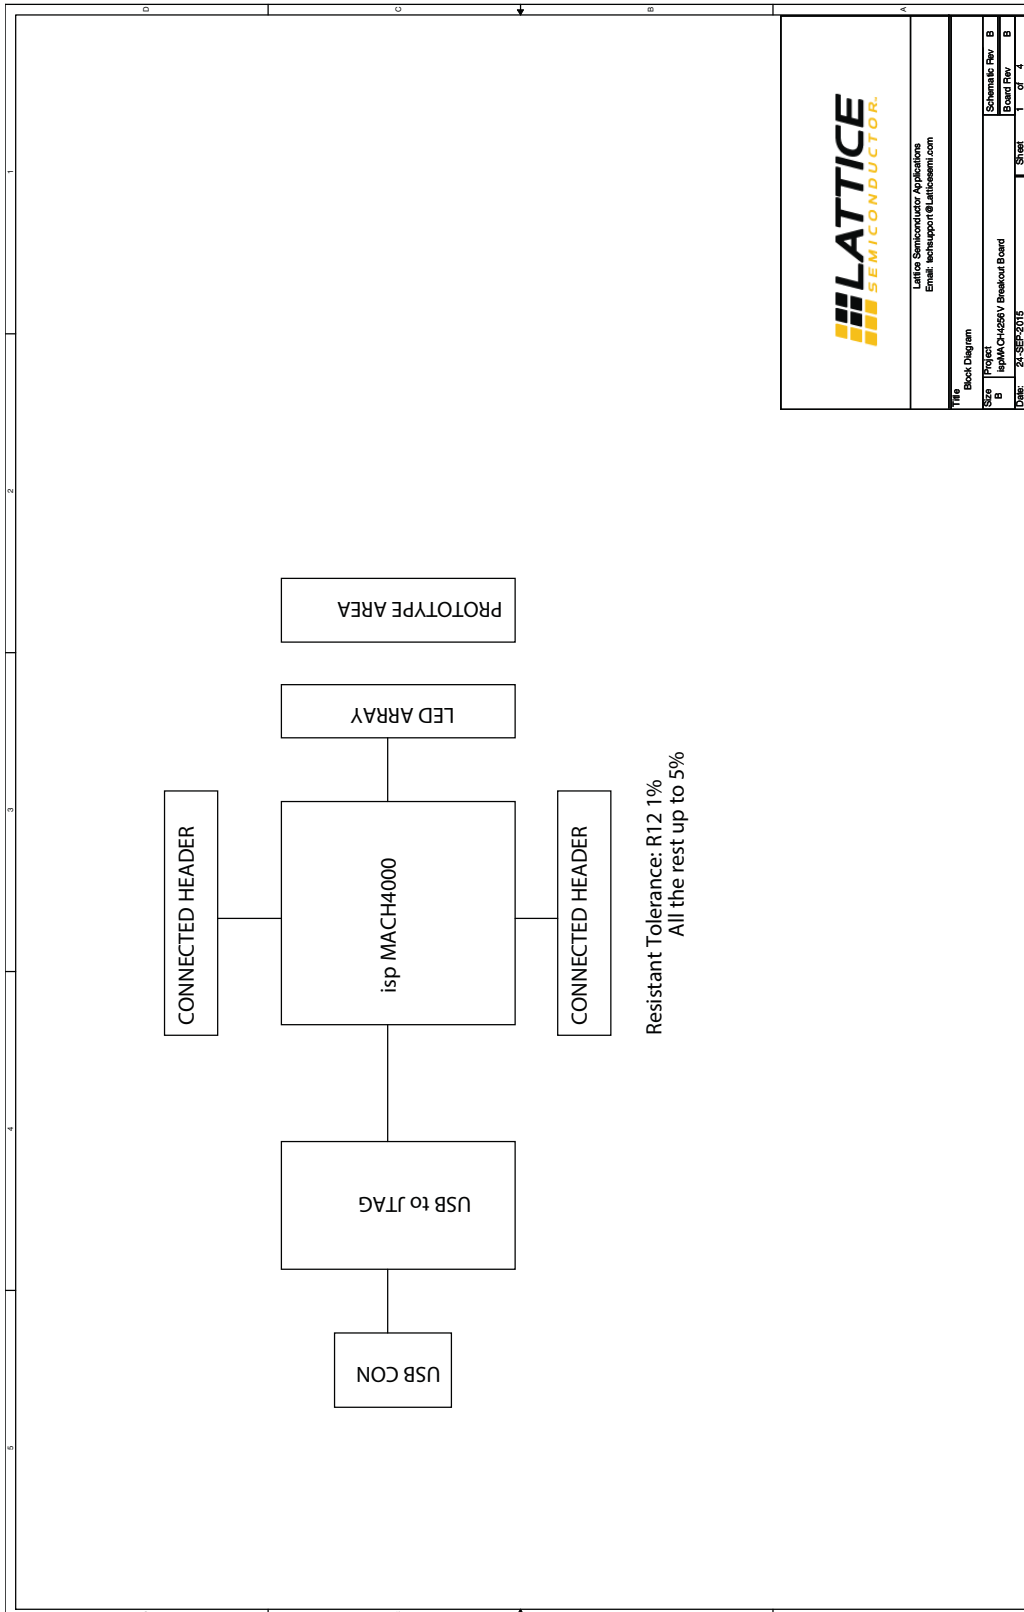 5
4
3
2
1
D
C
B
A
CONNECTED HEADER
USB CON
USB to JTAG
isp MACH4000
LED ARRAY
PROTOTYPE AREA
CONNECTED HEADER
Resistant Tolerance: R12 1%
All the rest up to 5%
LATTICE
SEMICONDUCTOR.
Lattice Semiconductor Applications
Email: techsupport@Latticesemi.com
Title
Block Diagram
Size
B
Project
ispMACH4256V Breakout Board
Schematic Rev B
Board Rev B
Date: 24-SEP-2015
Sheet 1 of 4